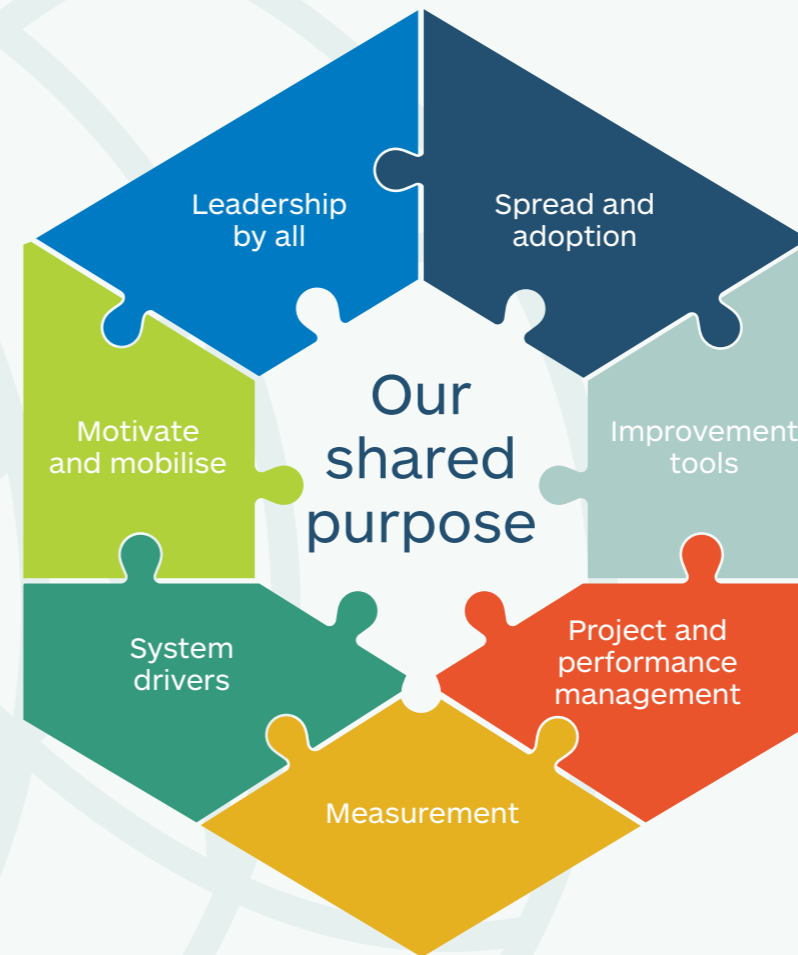 Leadership
by all
Spread and
adoption
Our
shared
purpose
Motivate
and mobilise
Improvement
tools
System
drivers
Project and
performance
management
Measurement